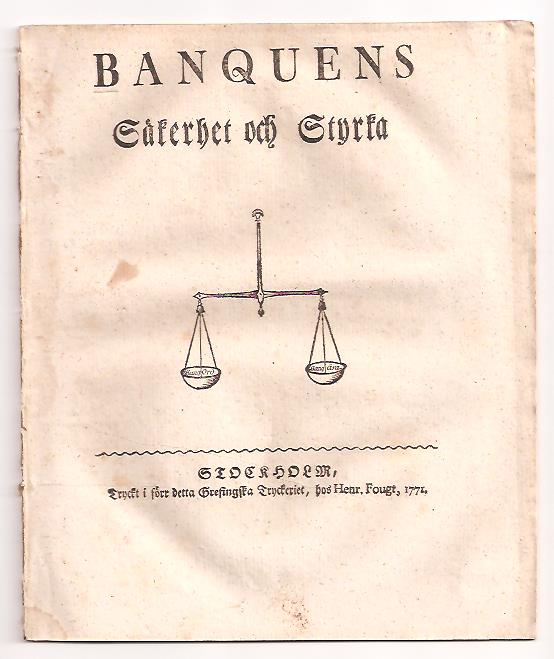 BANQUENS
Säkerhet och Styrka
STOCKHOLM,
Tryckt i förr detta Grefingska Tryckeriet, hos Henr. Fougt, 1771.